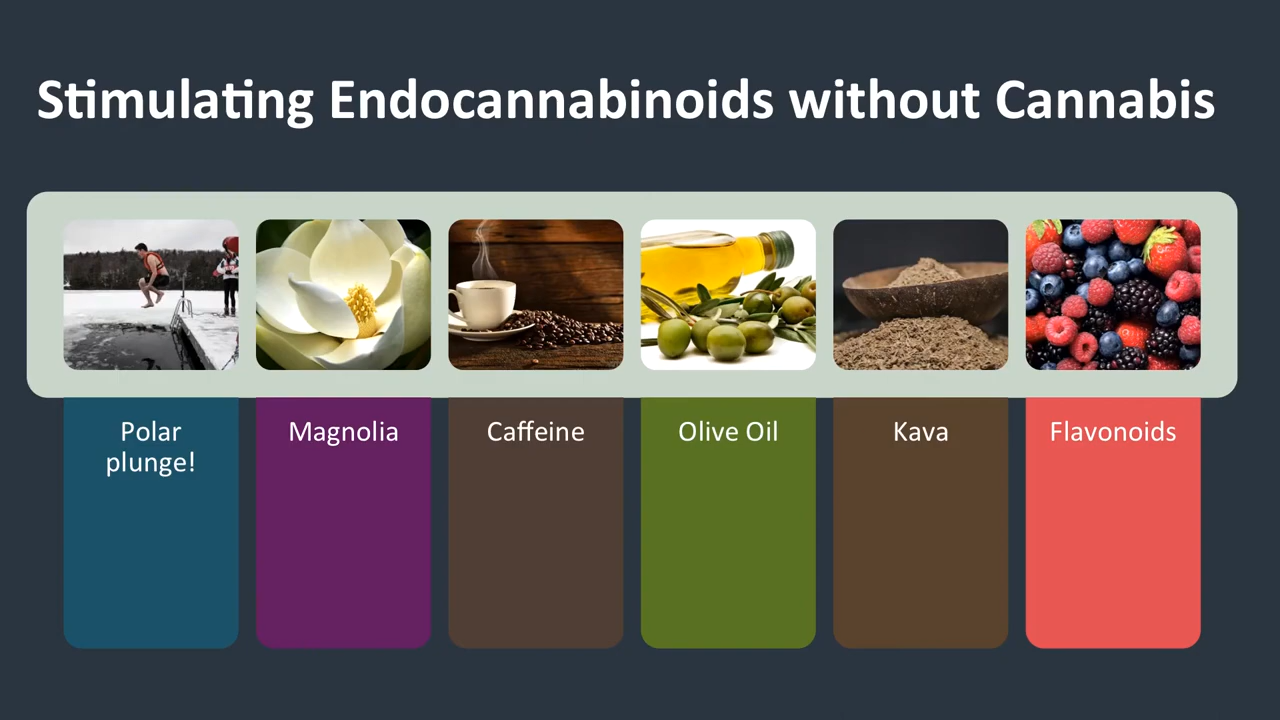 Stimulating Endocannabinoids without Cannabis
Polar
plunge!
Magnolia
Caffeine
Olive Oil
Kava
Flavonoids